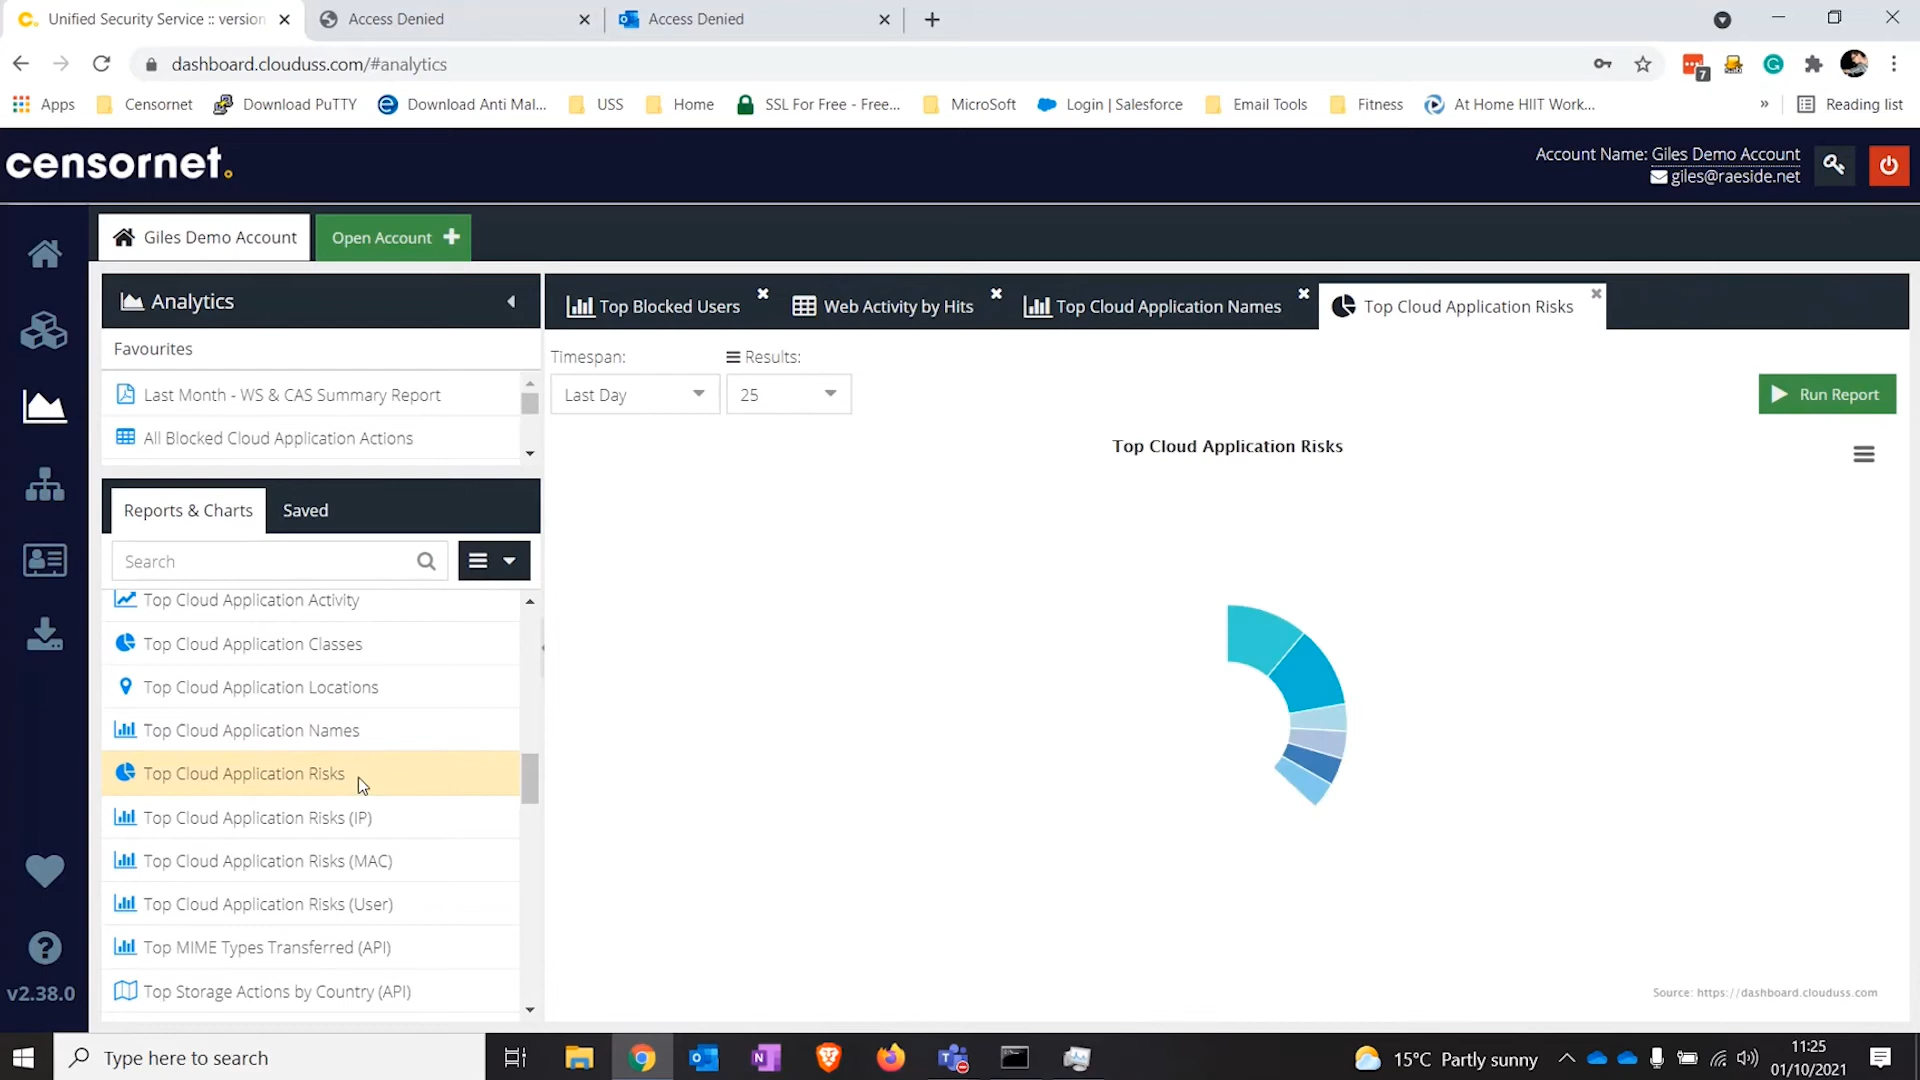 Unified Security Service :: version
Access Denied
Access Denied
dashboard.clouduss.com/#analytics
7
Apps
Censornet
Download PuTTY
Download Anti Mal...
USS
Home
SSL For Free - Free...
MicroSoft
Login | Salesforce
Email Tools
Fitness
At Home HIIT Work...
»
Reading list
censornet.
Account Name: Giles Demo Account
giles@raeside.net
Giles Demo Account
Open Account
Analytics
Favourites
Last Month - WS & CAS Summary Report
All Blocked Cloud Application Actions
Reports & Charts
Saved
Search
Top Cloud Application Activity
Top Cloud Application Classes
Top Cloud Application Locations
Top Cloud Application Names
Top Cloud Application Risks
Top Cloud Application Risks (IP)
Top Cloud Application Risks (MAC)
Top Cloud Application Risks (User)
Top MIME Types Transferred (API)
Top Storage Actions by Country (API)
v2.38.0
Top Blocked Users
Web Activity by Hits
Top Cloud Application Names
Top Cloud Application Risks
Timespan:
Results:
Last Day
25
Run Report
Top Cloud Application Risks
Source: https://dashboard.clouduss.com
Type here to search
15°C Partly sunny
11:25
01/10/2021